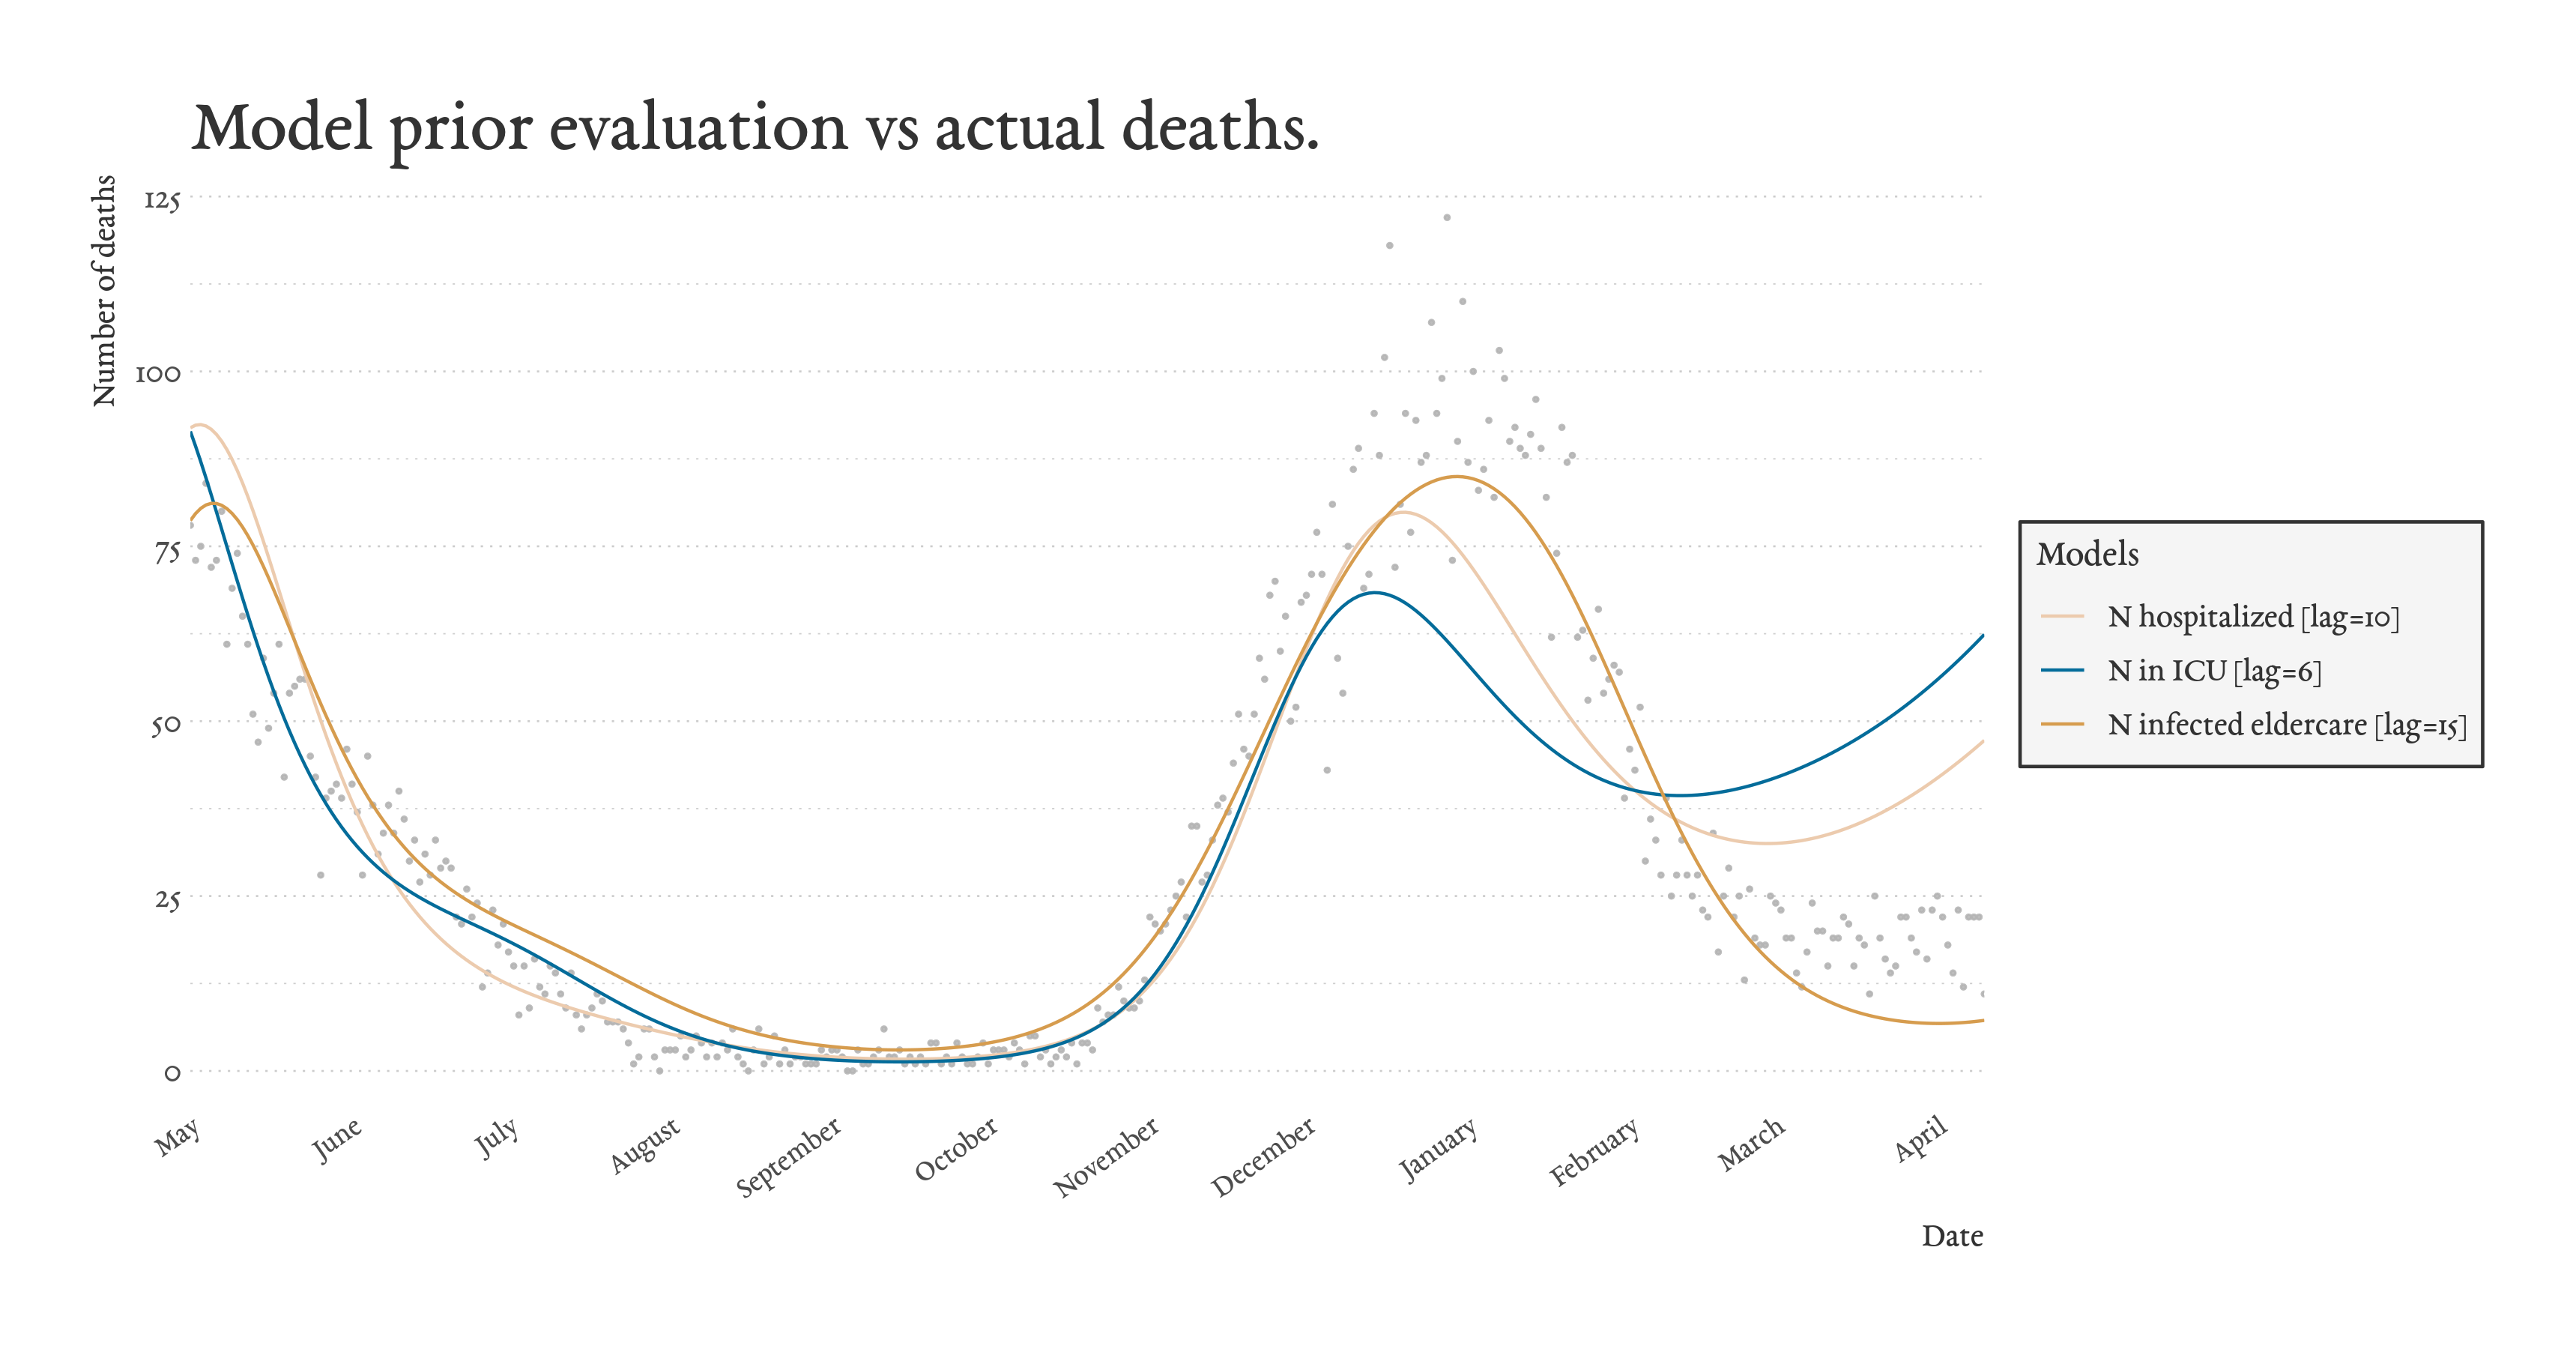 Model prior evaluation vs actual deaths.
Number of deaths
125
100
75
50
25
0
May
June
July
August
September
October
November
December
January
February
March
April
Date
Models
N hospitalized [lag=10]
N in ICU [lag=6]
N infected eldercare [lag=15]